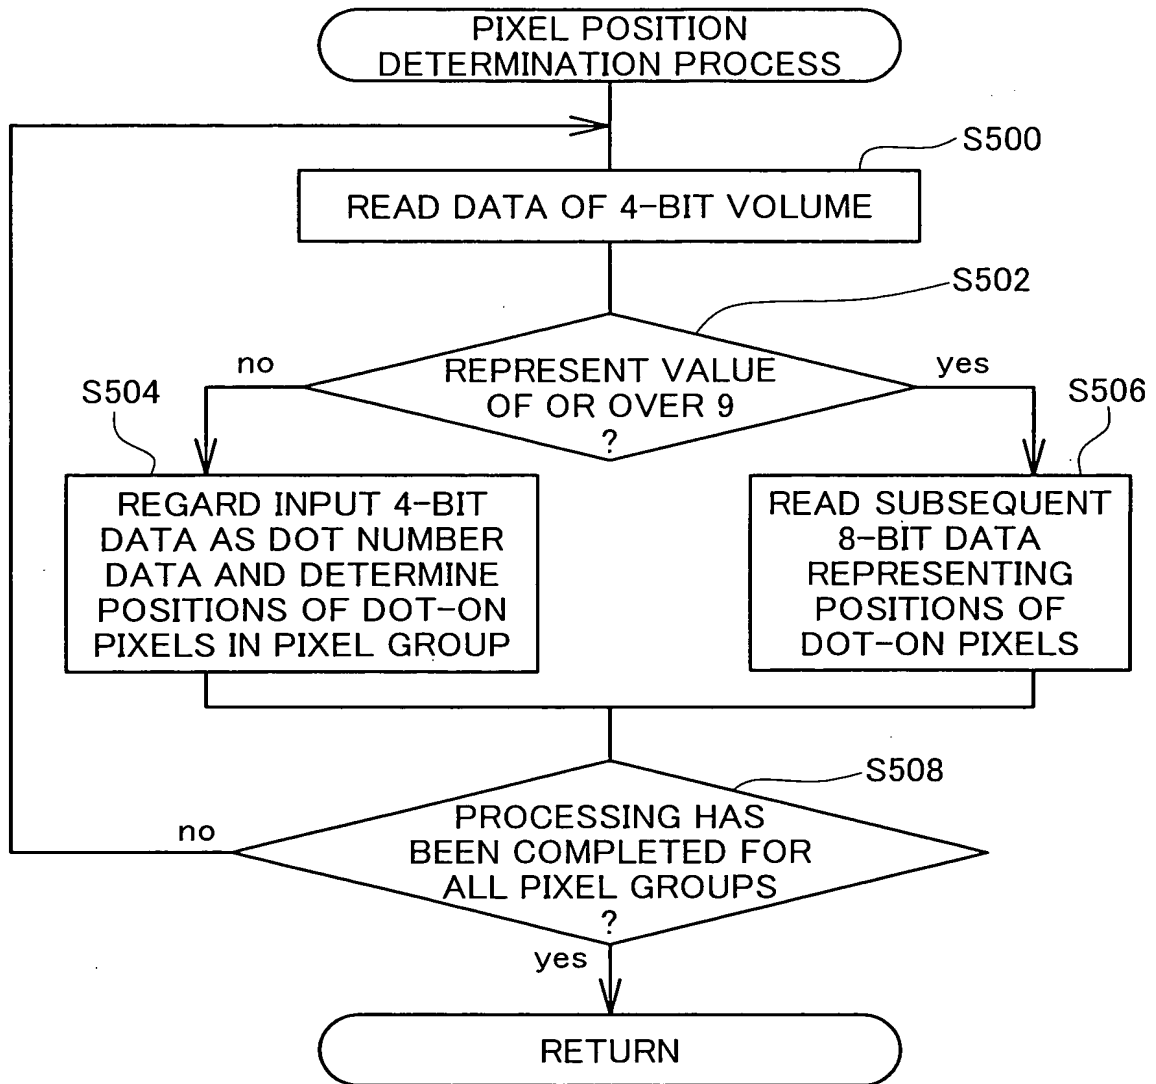 PIXEL POSITION
DETERMINATION PROCESS
S500
READ DATA OF 4-BIT VOLUME
S502
REPRESENT VALUE
OF OR OVER 9
?
no
yes
S504
REGARD INPUT 4-BIT
DATA AS DOT NUMBER
DATA AND DETERMINE
POSITIONS OF DOT-ON
PIXELS IN PIXEL GROUP
S506
READ SUBSEQUENT
8-BIT DATA
REPRESENTING
POSITIONS OF
DOT-ON PIXELS
S508
PROCESSING HAS
BEEN COMPLETED FOR
ALL PIXEL GROUPS
?
no
yes
RETURN